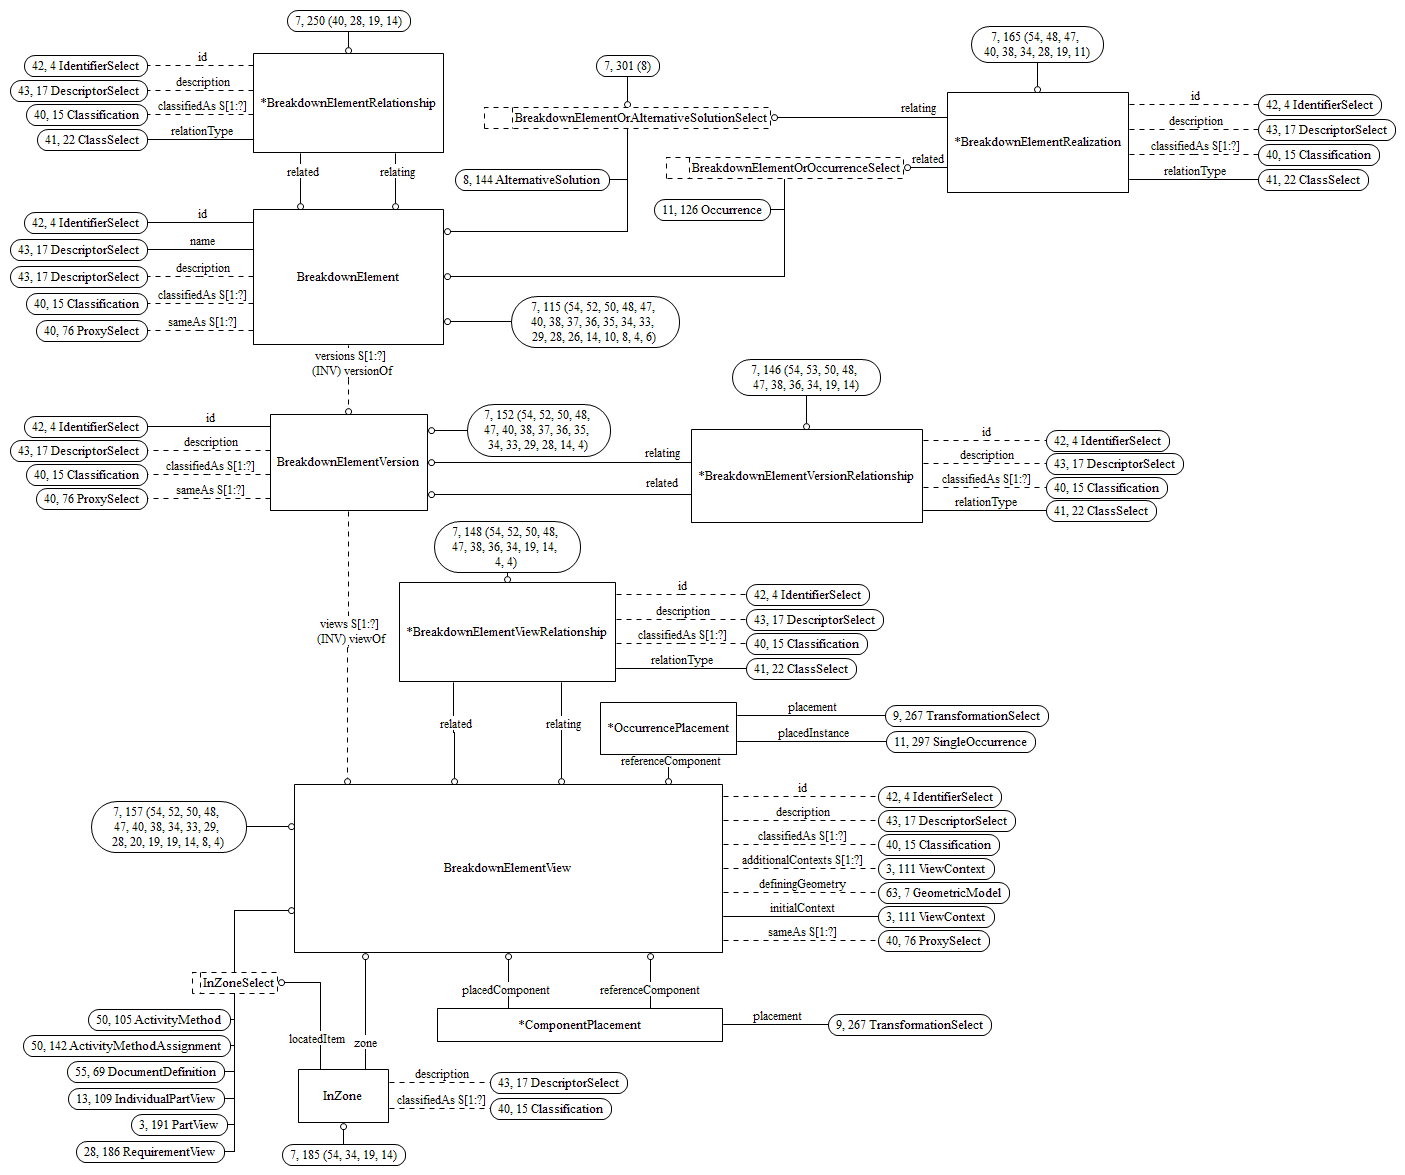 7, 250 (40, 28, 19, 14)
42, 4 IdentifierSelect
id
43, 17 DescriptorSelect
description
40, 15 Classification
classifiedAs S[1:?]
41, 22 ClassSelect
relationType
*BreakdownElementRelationship
related
relating
7, 301 (8)
BreakdownElementOrAlternativeSolutionSelect
8, 144 AlternativeSolution
BreakdownElementOrOccurrenceSelect
11, 126 Occurrence
relating
related
7, 165 (54, 48, 47,
40, 38, 34, 28, 19, 11)
*BreakdownElementRealization
id
42, 4 IdentifierSelect
description
43, 17 DescriptorSelect
classifiedAs S[1:?]
40, 15 Classification
relationType
41, 22 ClassSelect
42, 4 IdentifierSelect
id
43, 17 DescriptorSelect
name
43, 17 DescriptorSelect
description
40, 15 Classification
classifiedAs S[1:?]
40, 76 ProxySelect
sameAs S[1:?]
BreakdownElement
7, 115 (54, 52, 50, 48, 47,
40, 38, 37, 36, 35, 34, 33,
29, 28, 26, 14, 10, 8, 4, 6)
versions S[1:?]
(INV) versionOf
42, 4 IdentifierSelect
id
43, 17 DescriptorSelect
description
40, 15 Classification
classifiedAs S[1:?]
40, 76 ProxySelect
sameAs S[1:?]
BreakdownElementVersion
7, 152 (54, 52, 50, 48,
47, 40, 38, 37, 36, 35,
34, 33, 29, 28, 14, 4)
relating
related
7, 146 (54, 53, 50, 48,
47, 38, 36, 34, 19, 14)
*BreakdownElementVersionRelationship
id
42, 4 IdentifierSelect
description
43, 17 DescriptorSelect
classifiedAs S[1:?]
40, 15 Classification
relationType
41, 22 ClassSelect
7, 148 (54, 52, 50, 48,
47, 38, 36, 34, 19, 14,
4, 4)
*BreakdownElementViewRelationship
id
42, 4 IdentifierSelect
description
43, 17 DescriptorSelect
classifiedAs S[1:?]
40, 15 Classification
relationType
41, 22 ClassSelect
views S[1:?]
(INV) viewOf
related
relating
*OccurrencePlacement
placement
9, 267 TransformationSelect
placedInstance
11, 297 SingleOccurrence
referenceComponent
7, 157 (54, 52, 50, 48,
47, 40, 38, 34, 33, 29,
28, 20, 19, 19, 14, 8, 4)
BreakdownElementView
id
42, 4 IdentifierSelect
description
43, 17 DescriptorSelect
classifiedAs S[1:?]
40, 15 Classification
additionalContexts S[1:?]
3, 111 ViewContext
definingGeometry
63, 7 GeometricModel
initialContext
3, 111 ViewContext
sameAs S[1:?]
40, 76 ProxySelect
InZoneSelect
50, 105 ActivityMethod
50, 142 ActivityMethodAssignment
55, 69 DocumentDefinition
13, 109 IndividualPartView
3, 191 PartView
28, 186 RequirementView
locatedItem
zone
placedComponent
referenceComponent
*ComponentPlacement
placement
9, 267 TransformationSelect
InZone
description
43, 17 DescriptorSelect
classifiedAs S[1:?]
40, 15 Classification
7, 185 (54, 34, 19, 14)